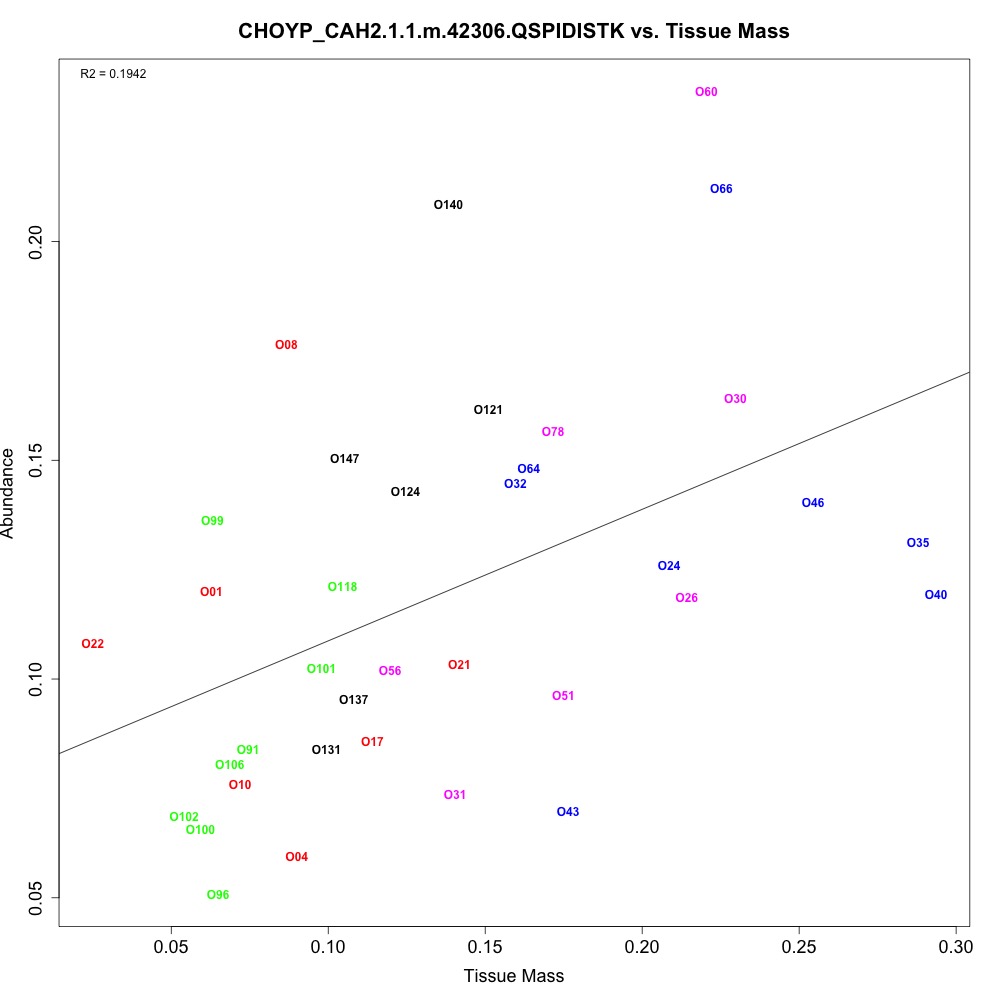 CHOYP_CAH2.1.1.m.42306.QSPIDISTK vs. Tissue Mass
R2 = 0.1942
O60
O66
O140
0.20
O08
O30
O121
O78
0.15
O147
O64
O32
O124
O46
O99
O35
O24
O118
O01
O40
O26
O22
0.10
O21
O101
O56
O51
O137
O17
O91
O131
O106
O10
O31
O43
O102
O100
O04
O96
0.05
Abundance
0.05 0.10 0.15 0.20 0.25 0.30
Tissue Mass